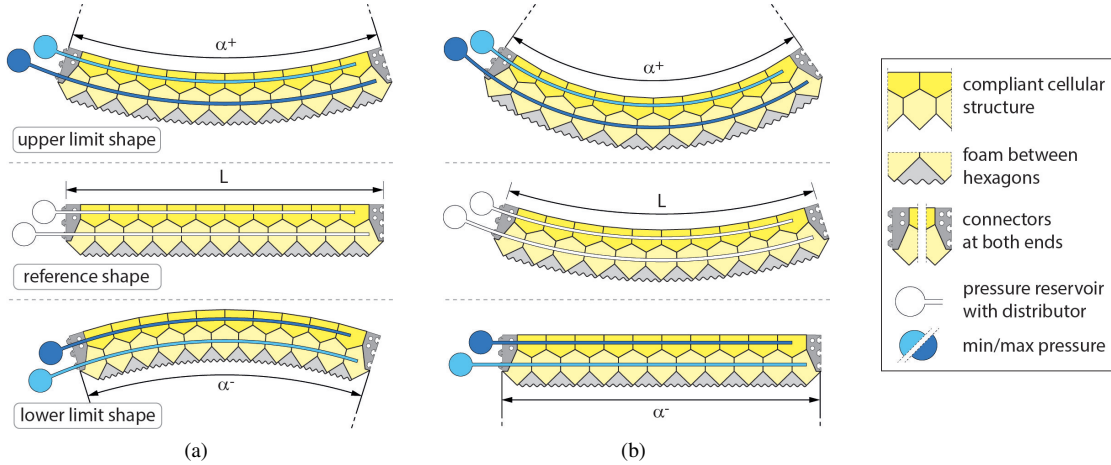 α+
upper limit shape
L
reference shape
α-
lower limit shape
(a)
α+
L
α-
(b)
compliant cellular
structure
foam between
hexagons
connectors
at both ends
pressure reservoir
with distributor
min/max pressure